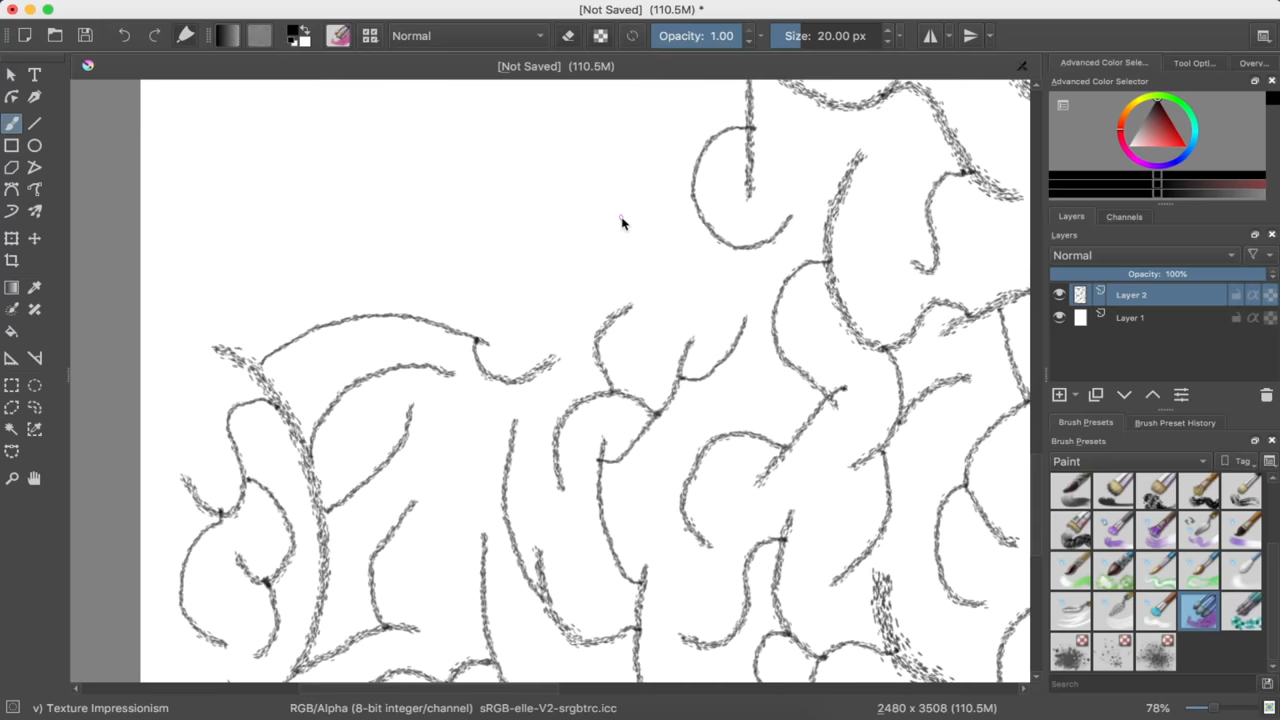 [Not Saved] (110.5M) *
Normal
Opacity: 1.00
Size: 20.00 px
[Not Saved] (110.5M)
Advanced Color Sele...
Tool Opti...
Overv...
Advanced Color Selector
Layers
Channels
Layers
Normal
Opacity: 100%
Layer 2
Layer 1
Brush Presets
Brush Preset History
Brush Presets
Paint
Tag
Search
v) Texture Impressionism
RGB/Alpha (8-bit integer/channel) sRGB-elle-V2-srgbtrc.icc
2480 x 3508 (110.5M)
78%